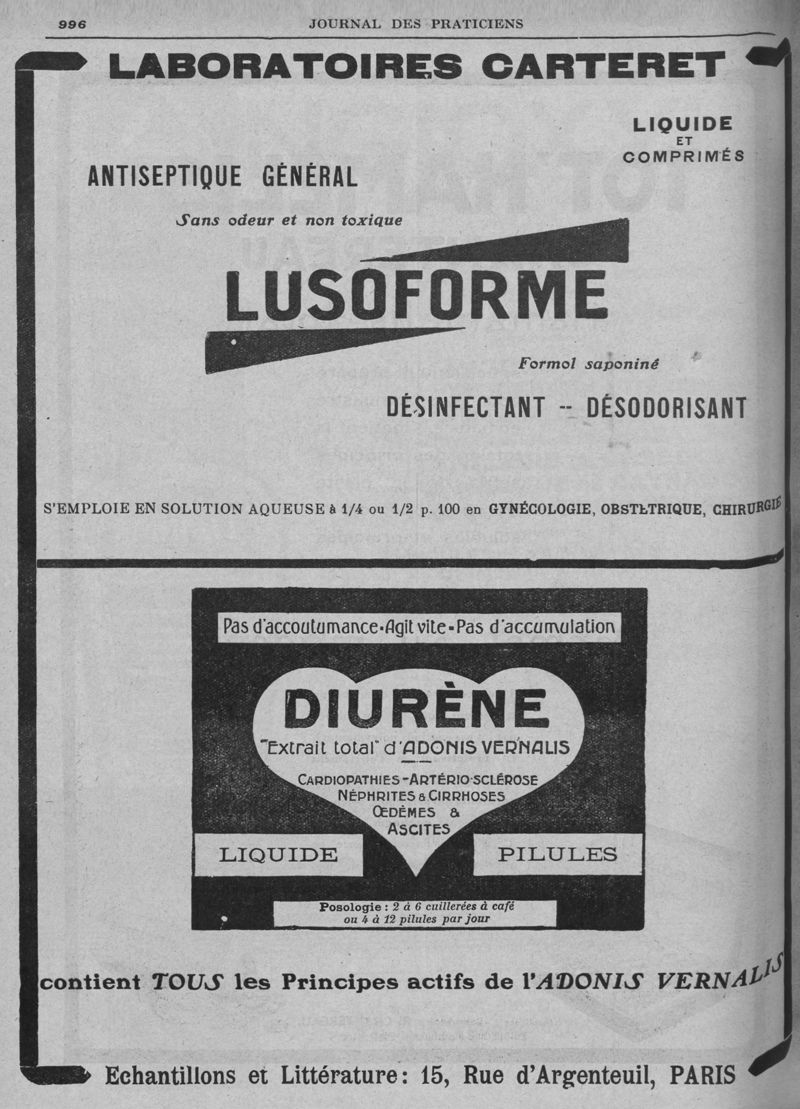 996
JOURNAL DES PRATICIENS
LABORATOIRES CARTERET
LIQUIDE
ET
COMPRIMÉS
ANTISEPTIQUE GÉNÉRAL
Sans odeur et non toxique
LUSOFORME
Formol saponiné
DÉSINFECTANT -- DÉSODORISANT
S'EMPLOIE EN SOLUTION AQUEUSE à 1/4 ou 1/2 p. 100 en GYNÉCOLOGIE, OBSTÉTRIQUE, CHIRURGIE
Pas d'accoutumance-Agit vite-Pas d'accumulation
DIURÈNE
"Extrait total" d'ADONIS VERNALIS
CARDIOPATHIES-ARTÉRIO-SCLÉROSE
NÉPHRITES & CIRRHOSES
ŒDÈMES &
ASCITES
LIQUIDE
PILULES
Posologie : 2 à 6 cuillerées à café
ou 4 à 12 pilules par jour
contient TOUS les Principes actifs de l'ADONIS VERNALIS
Echantillons et Littérature: 15, Rue d'Argenteuil, PARIS